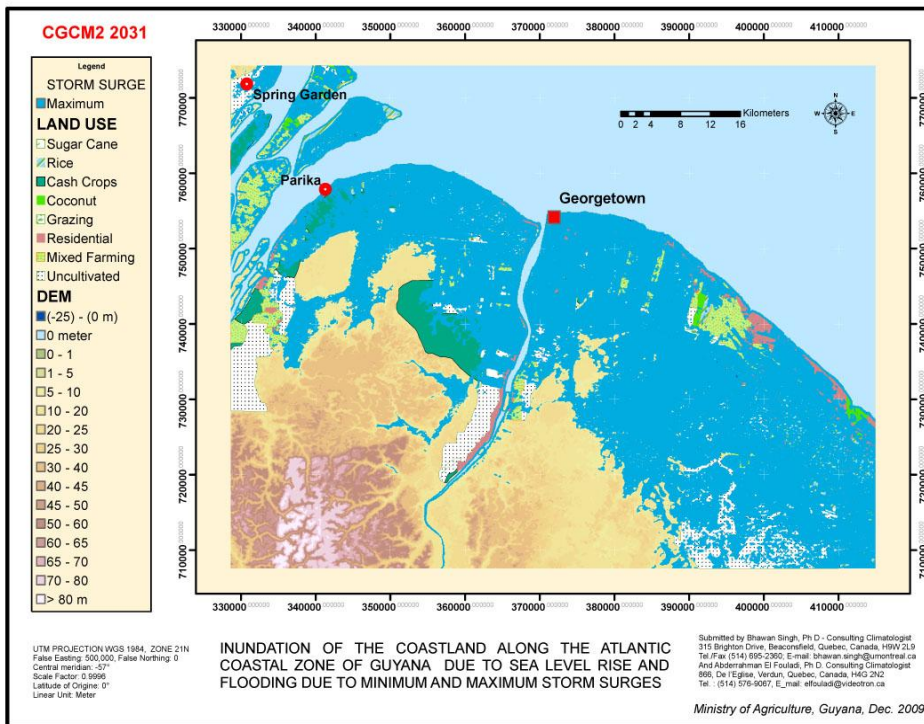 CGCM2 2031
Legend
STORM SURGE
Maximum
LAND USE
Sugar Cane
Rice
Cash Crops
Coconut
Grazing
Residential
Mixed Farming
Uncultivated
DEM
(-25) - (0 m)
0 meter
0 - 1
1 - 5
5 - 10
10 - 20
20 - 25
25 - 30
30 - 40
40 - 45
45 - 50
50 - 60
60 - 65
65 - 70
70 - 80
> 80 m
330000 340000 350000 360000 370000 380000 390000 400000 410000
770000 760000 750000 740000 730000 720000 710000
Spring Garden
Parika
Georgetown
Kilometers
0 2 4 8 12 16
N
W E
S
770000 760000 750000 740000 730000 720000 710000
330000 340000 350000 360000 370000 380000 390000 400000 410000
UTM PROJECTION WGS 1984, ZONE 21N
False Easting: 500,000, False Northing: 0
Central meridian: -57°
Scale Factor: 0.9996
Latitude of Origine: 0°
Linear Unit: Meter
INUNDATION OF THE COASTLAND ALONG THE ATLANTIC
COASTAL ZONE OF GUYANA DUE TO SEA LEVEL RISE AND
FLOODING DUE TO MINIMUM AND MAXIMUM STORM SURGES
Submitted by Bhawan Singh, Ph D - Consulting Climatologist
315 Brighton Drive, Beaconsfield, Quebec, Canada, H9W 2L9
Tel./Fax (514) 695-2360; E-mail: bhawan.singh@umontreal.ca
And Abderrahman El Fouladi, Ph D. Consulting Climatologist
866, De l'Eglise, Verdun, Quebec, Canada, H4G 2N2
Tel. : (514) 576-9067, E_mail: elfouladi@videotron.ca
Ministry of Agriculture, Guyana, Dec. 2009